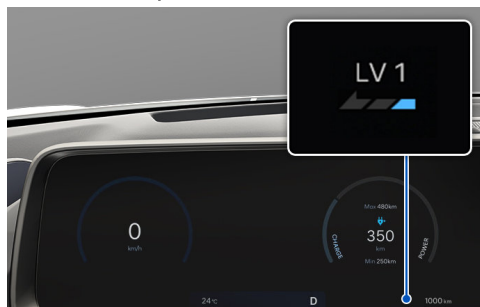 LV 1
0
km/h
Max 480km
350
km
Min 250km
CHARGE
POWER
24°C
D
1000 km